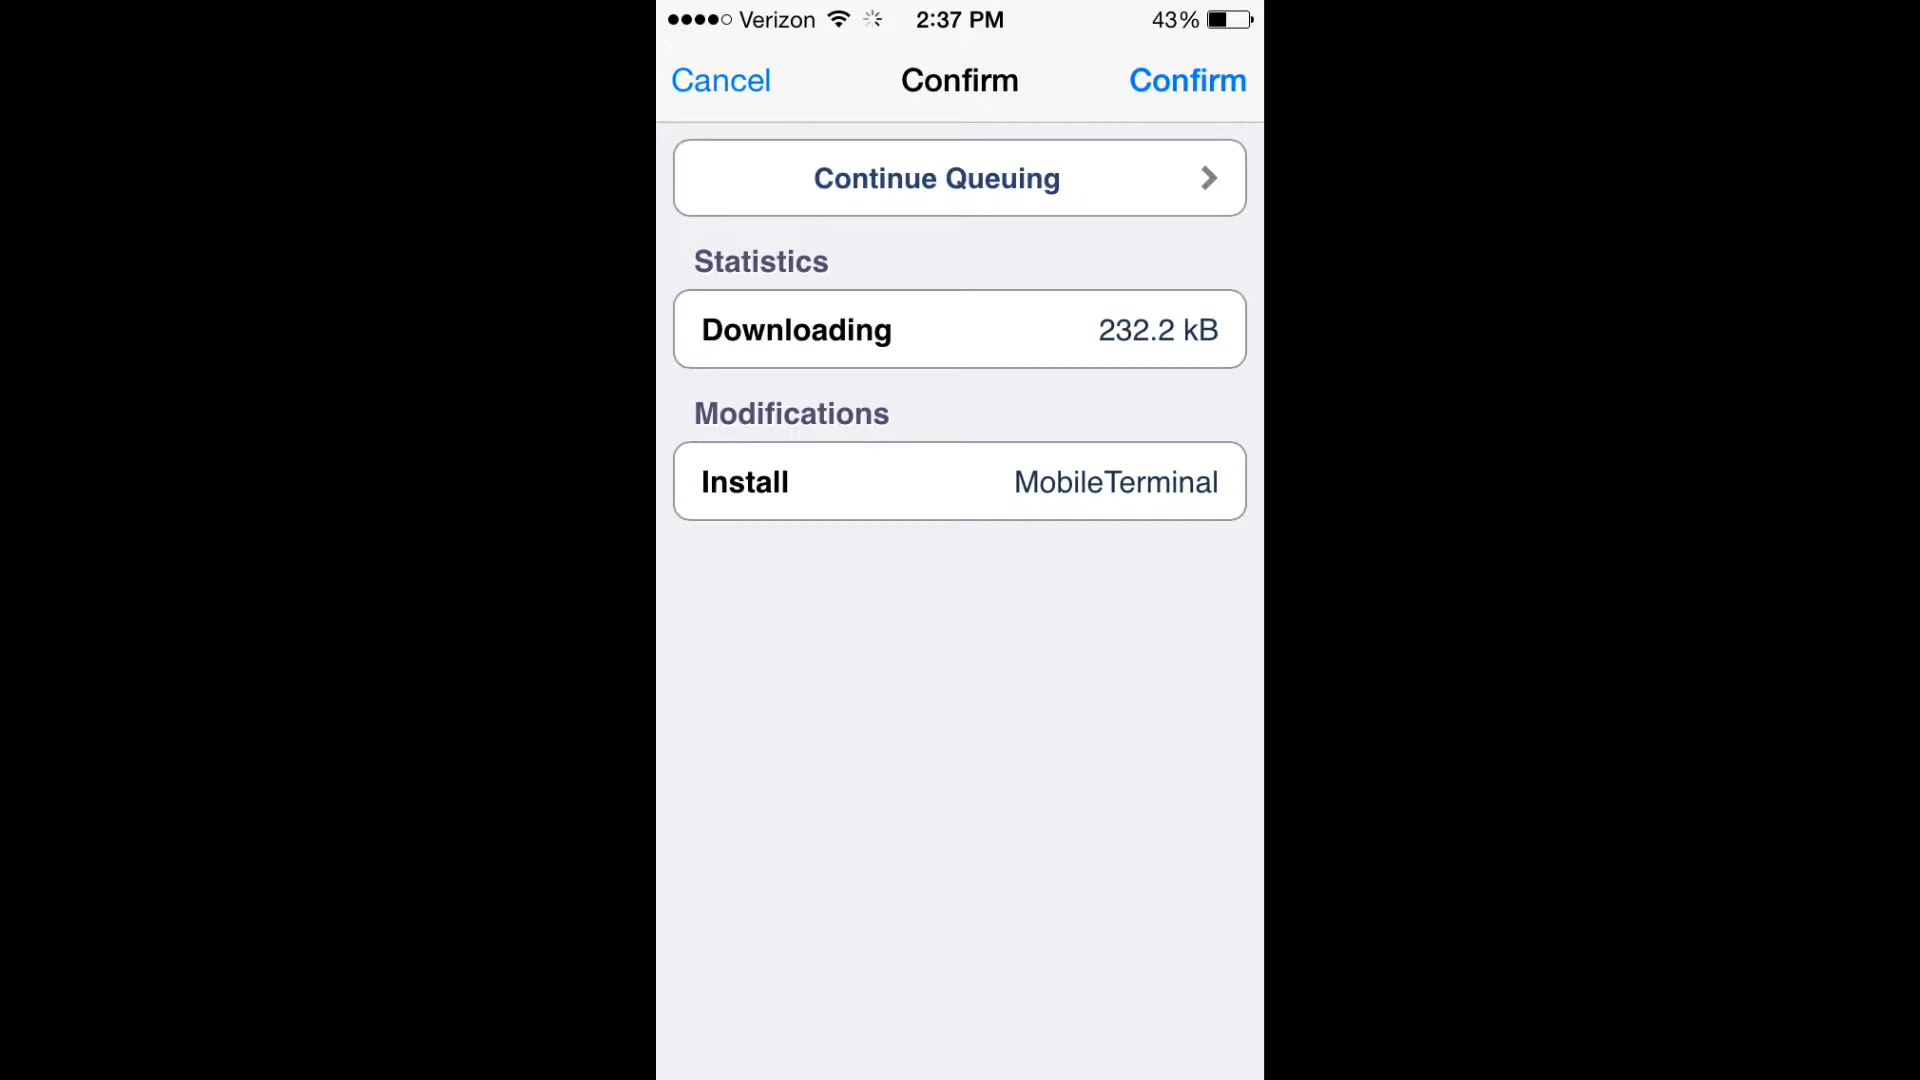 Verizon 2:37 PM 43%
Cancel Confirm Confirm
Continue Queuing
Statistics
Downloading 232.2 kB
Modifications
Install MobileTerminal